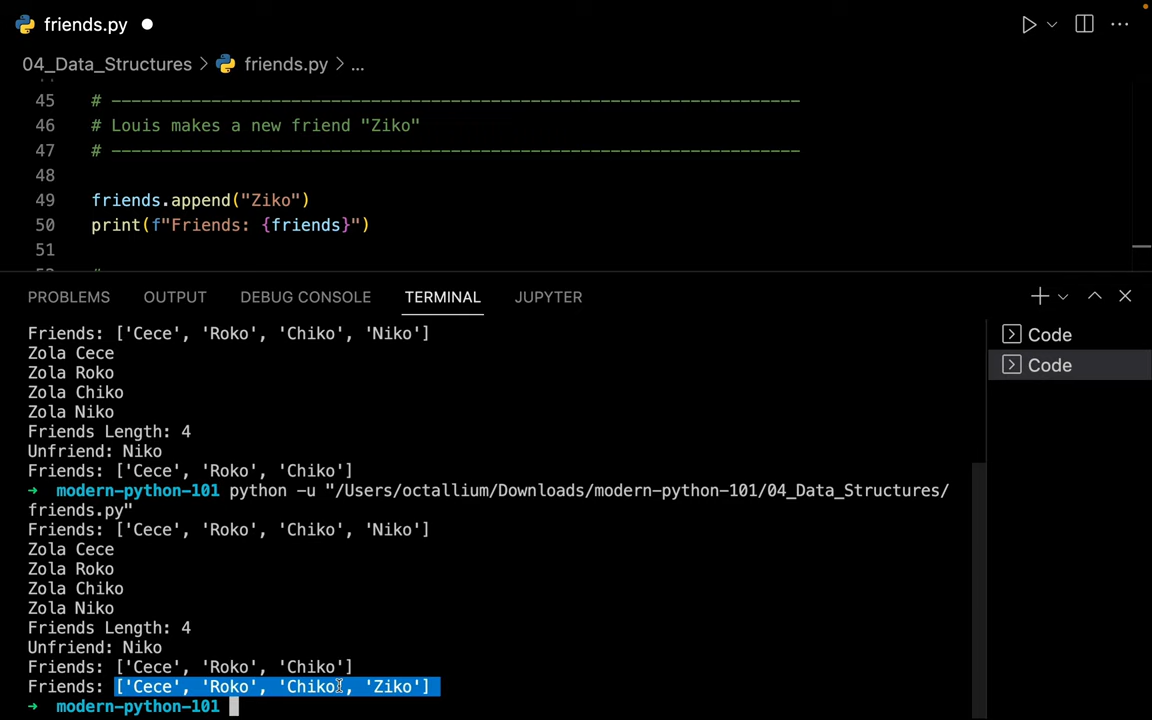 friends.py
04_Data_Structures > friends.py > ...
45 # ---------------------------------------------------------------------
46 # Louis makes a new friend "Ziko"
47 # ---------------------------------------------------------------------
48
49 friends.append("Ziko")
50 print(f"Friends: {friends}")
51
PROBLEMS OUTPUT DEBUG CONSOLE TERMINAL JUPYTER
Friends: ['Cece', 'Roko', 'Chiko', 'Niko']
Zola Cece
Zola Roko
Zola Chiko
Zola Niko
Friends Length: 4
Unfriend: Niko
Friends: ['Cece', 'Roko', 'Chiko']
→ modern-python-101 python -u "/Users/octallium/Downloads/modern-python-101/04_Data_Structures/
friends.py"
Friends: ['Cece', 'Roko', 'Chiko', 'Niko']
Zola Cece
Zola Roko
Zola Chiko
Zola Niko
Friends Length: 4
Unfriend: Niko
Friends: ['Cece', 'Roko', 'Chiko']
Friends: ['Cece', 'Roko', 'Chiko', 'Ziko']
→ modern-python-101
Code
Code